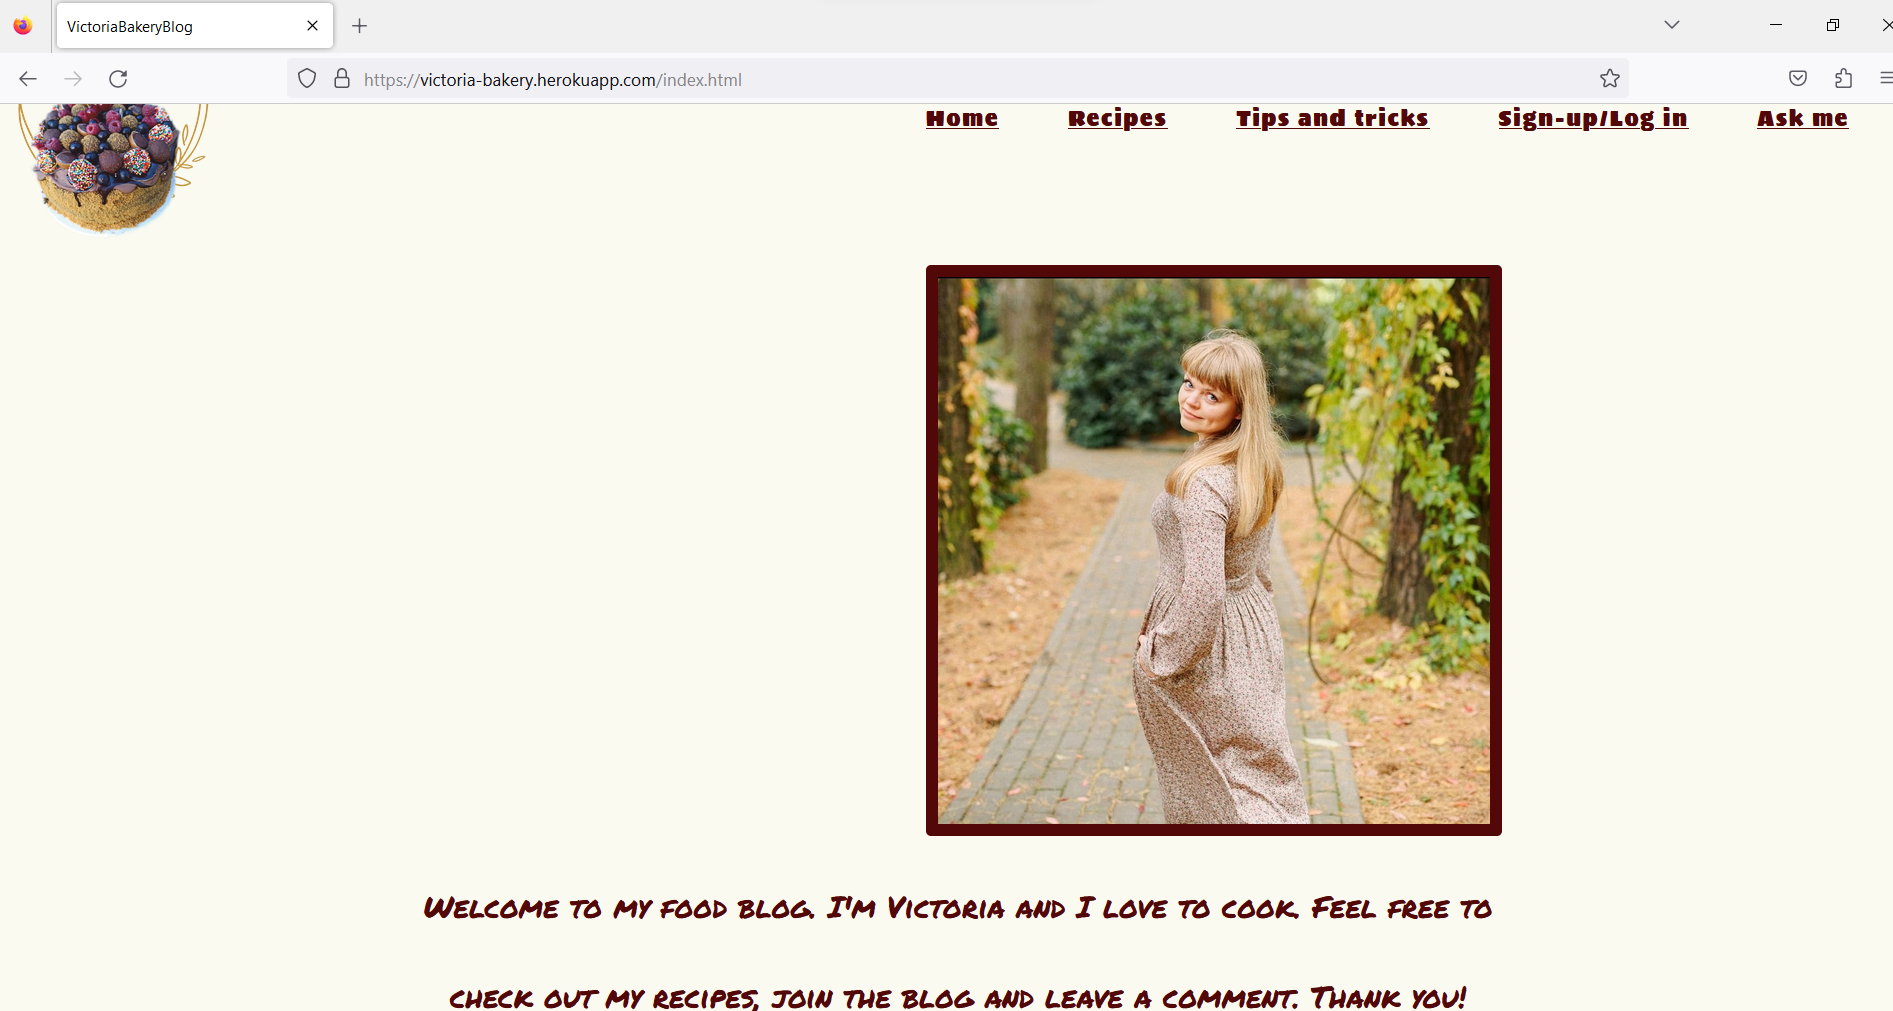 VictoriaBakeryBlog
https://victoria-bakery.herokuapp.com/index.html
Home Recipes Tips and tricks Sign-up/Log in Ask me
Welcome to my food blog. I'm Victoria and I love to cook. Feel free to
check out my recipes, join the blog and leave a comment. Thank you!